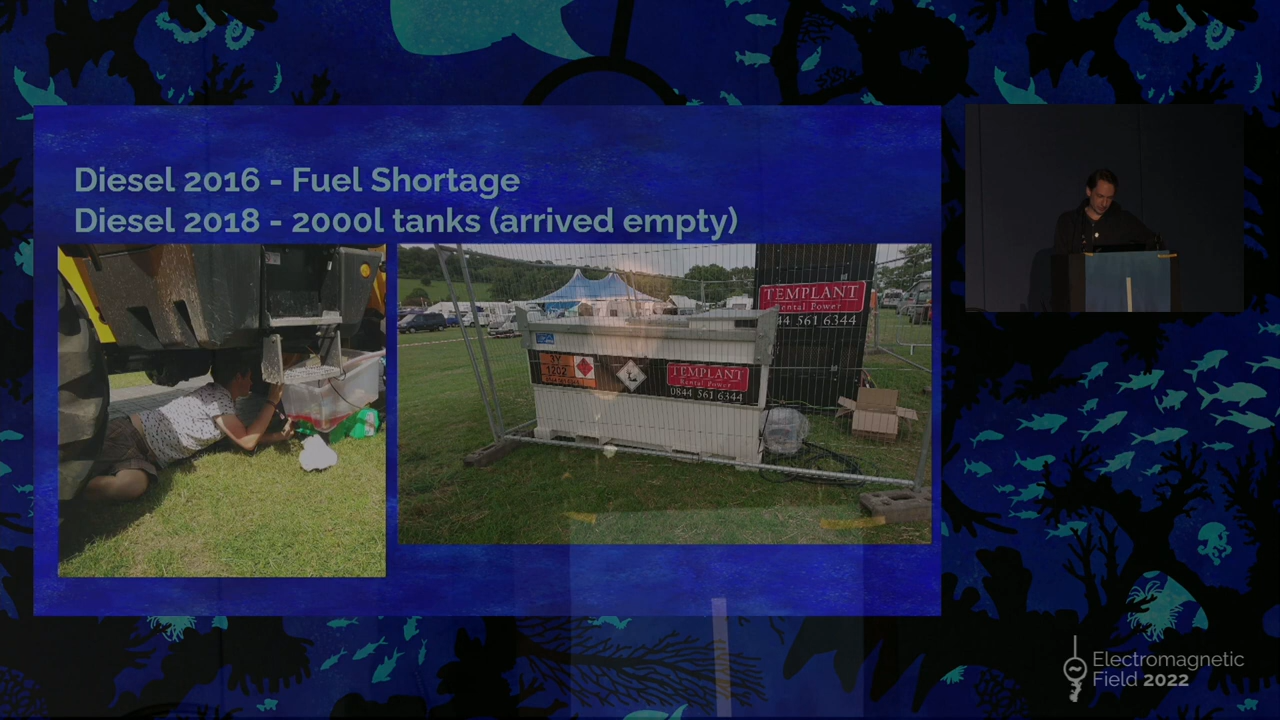 Diesel 2016 - Fuel Shortage
Diesel 2018 - 2000l tanks (arrived empty)
TEMPLANT
Rental Power
44 561 6344
3Y
1202
TEMPLANT
Rental Power
0844 561 6344
Electromagnetic
Field 2022